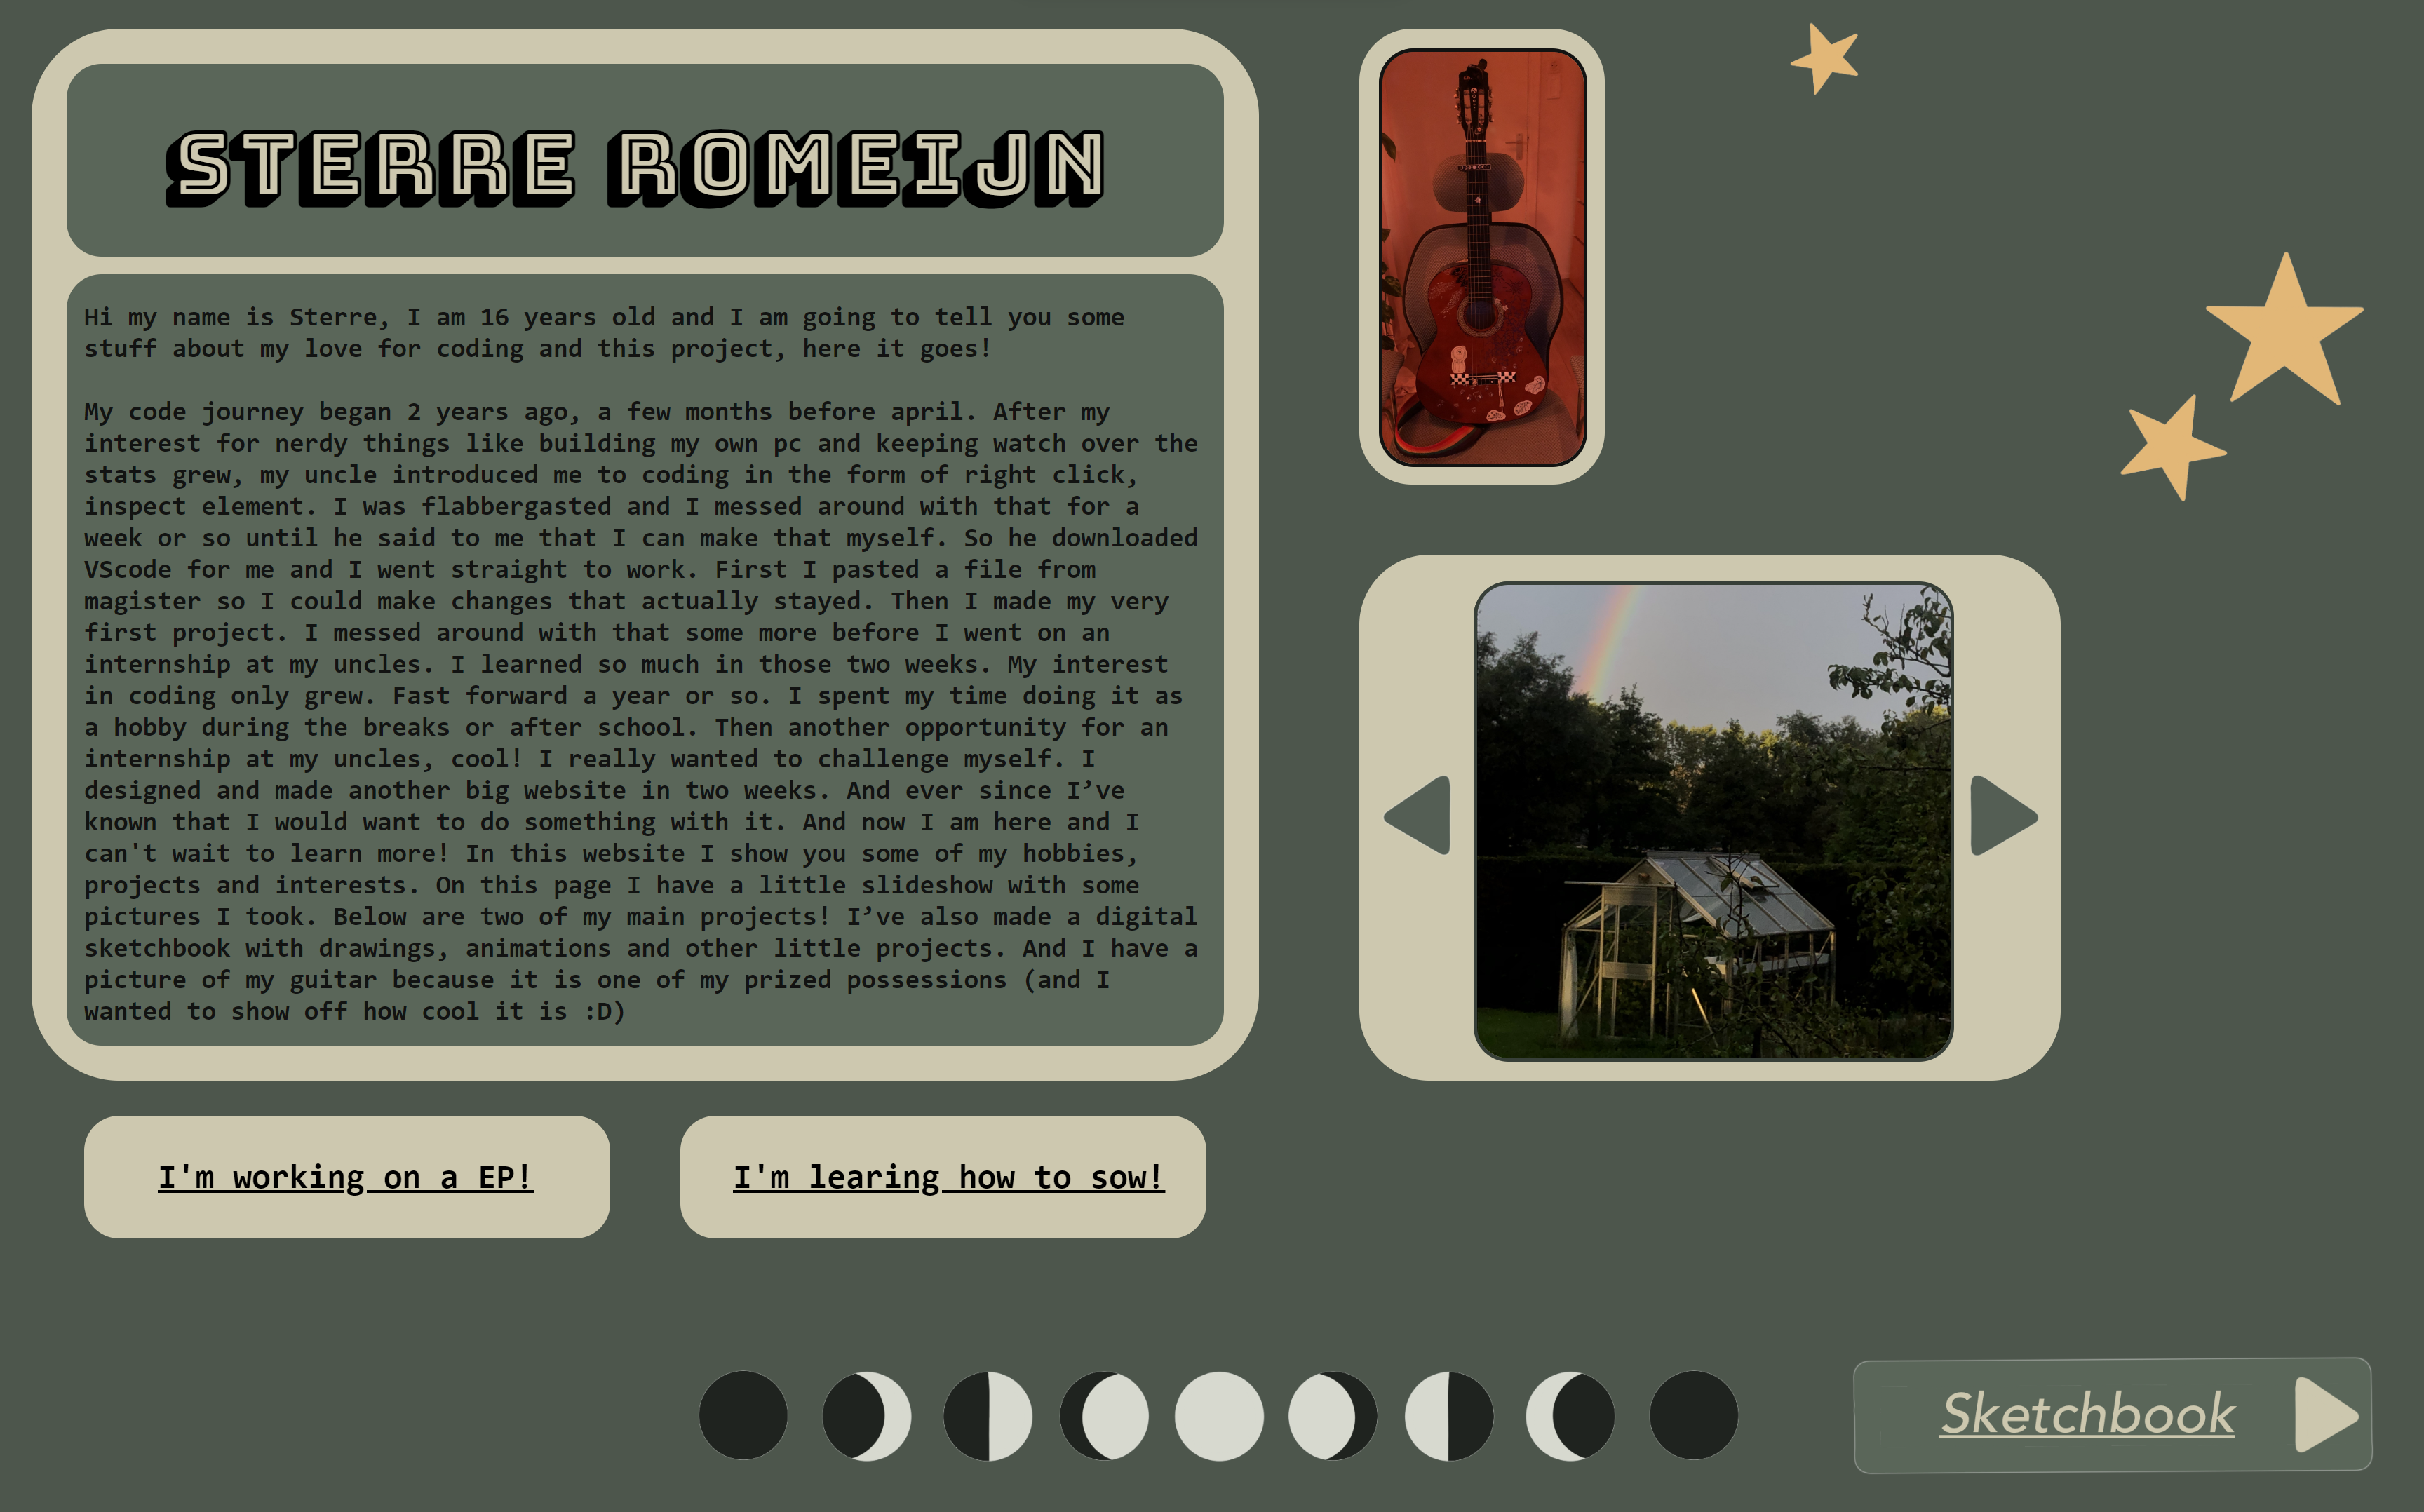 STERRE ROMEIJN
Hi my name is Sterre, I am 16 years old and I am going to tell you some
stuff about my love for coding and this project, here it goes!
My code journey began 2 years ago, a few months before april. After my
interest for nerdy things like building my own pc and keeping watch over the
stats grew, my uncle introduced me to coding in the form of right click,
inspect element. I was flabbergasted and I messed around with that for a
week or so until he said to me that I can make that myself. So he downloaded
VScode for me and I went straight to work. First I pasted a file from
magister so I could make changes that actually stayed. Then I made my very
first project. I messed around with that some more before I went on an
internship at my uncles. I learned so much in those two weeks. My interest
in coding only grew. Fast forward a year or so. I spent my time doing it as
a hobby during the breaks or after school. Then another opportunity for an
internship at my uncles, cool! I really wanted to challenge myself. I
designed and made another big website in two weeks. And ever since I’ve
known that I would want to do something with it. And now I am here and I
can't wait to learn more! In this website I show you some of my hobbies,
projects and interests. On this page I have a little slideshow with some
pictures I took. Below are two of my main projects! I’ve also made a digital
sketchbook with drawings, animations and other little projects. And I have a
picture of my guitar because it is one of my prized possessions (and I
wanted to show off how cool it is :D)
I'm working on a EP!
I'm learing how to sow!
Sketchbook